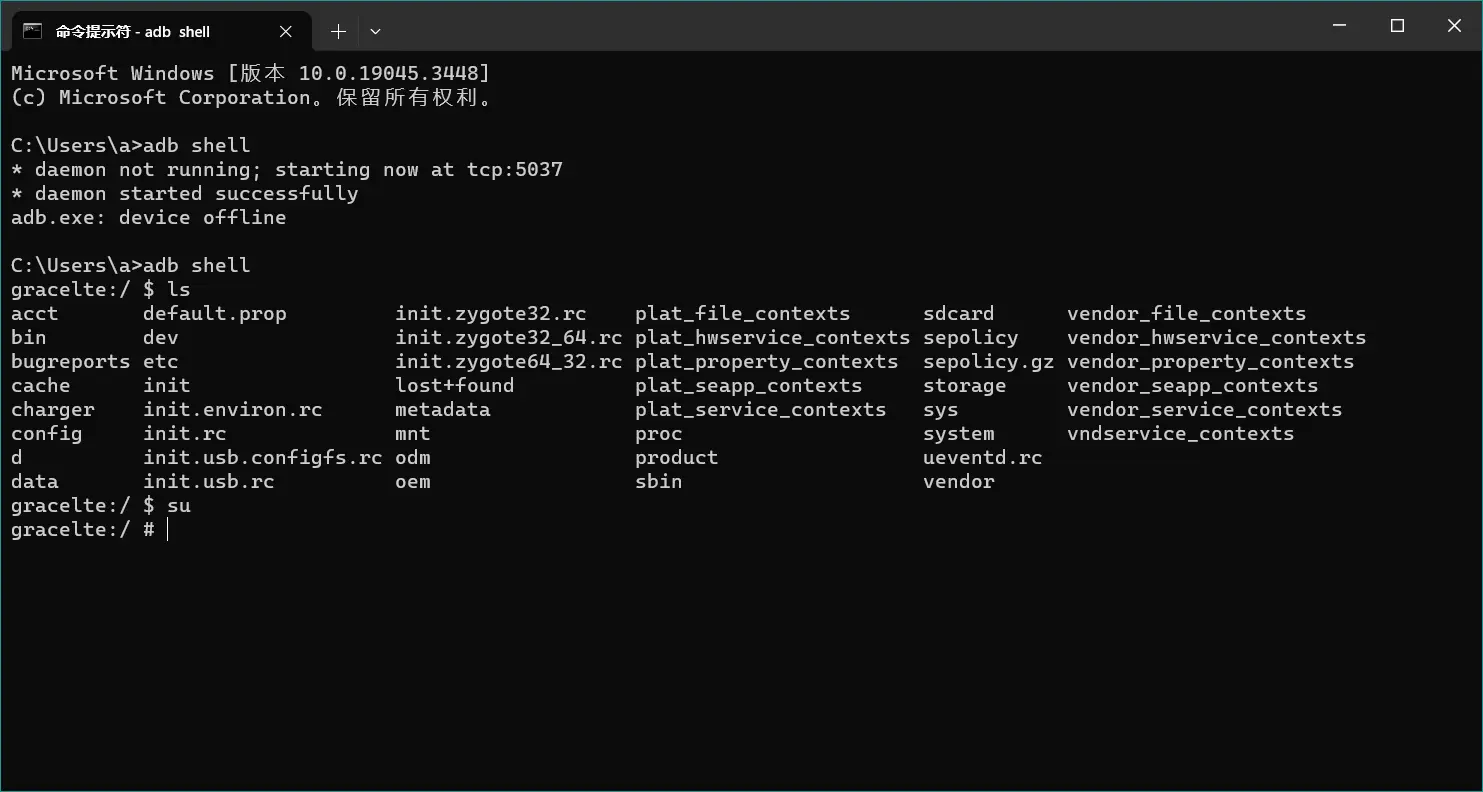 命令提示符 - adb shell
Microsoft Windows [版本 10.0.19045.3448]
(c) Microsoft Corporation。保留所有权利。
C:\Users\a>adb shell
* daemon not running; starting now at tcp:5037
* daemon started successfully
adb.exe: device offline
C:\Users\a>adb shell
gracelte:/ $ ls
acct default.prop init.zygote32.rc plat_file_contexts sdcard vendor_file_contexts
bin dev init.zygote32_64.rc plat_hwservice_contexts sepolicy vendor_hwservice_contexts
bugreports etc init.zygote64_32.rc plat_property_contexts sepolicy.gz vendor_property_contexts
cache init lost+found plat_seapp_contexts storage vendor_seapp_contexts
charger init.environ.rc metadata plat_service_contexts sys vendor_service_contexts
config init.rc mnt proc system vndservice_contexts
d init.usb.configfs.rc odm product ueventd.rc
data init.usb.rc oem sbin vendor
gracelte:/ $ su
gracelte:/ #